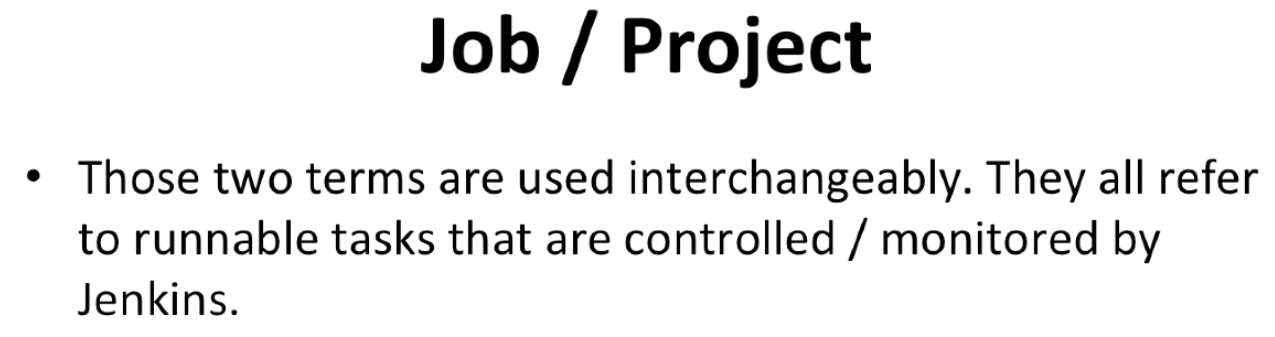 Job / Project
• Those two terms are used interchangeably. They all refer
to runnable tasks that are controlled / monitored by
Jenkins.